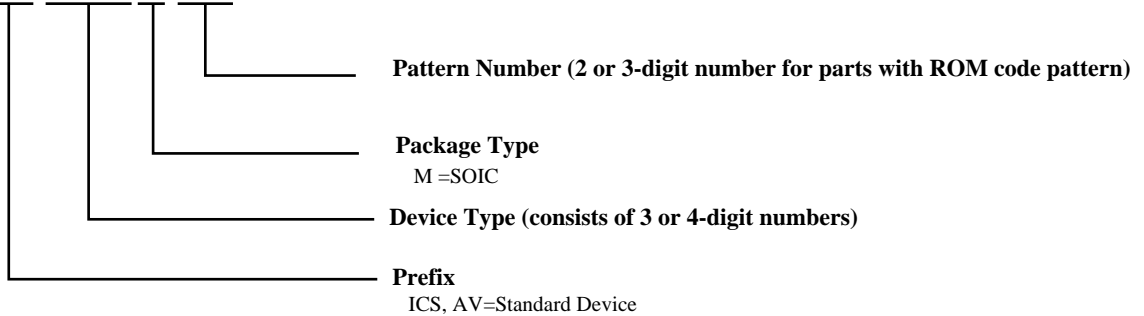 Pattern Number (2 or 3-digit number for parts with ROM code pattern)
Package Type
M =SOIC
Device Type (consists of 3 or 4-digit numbers)
Prefix
ICS, AV=Standard Device